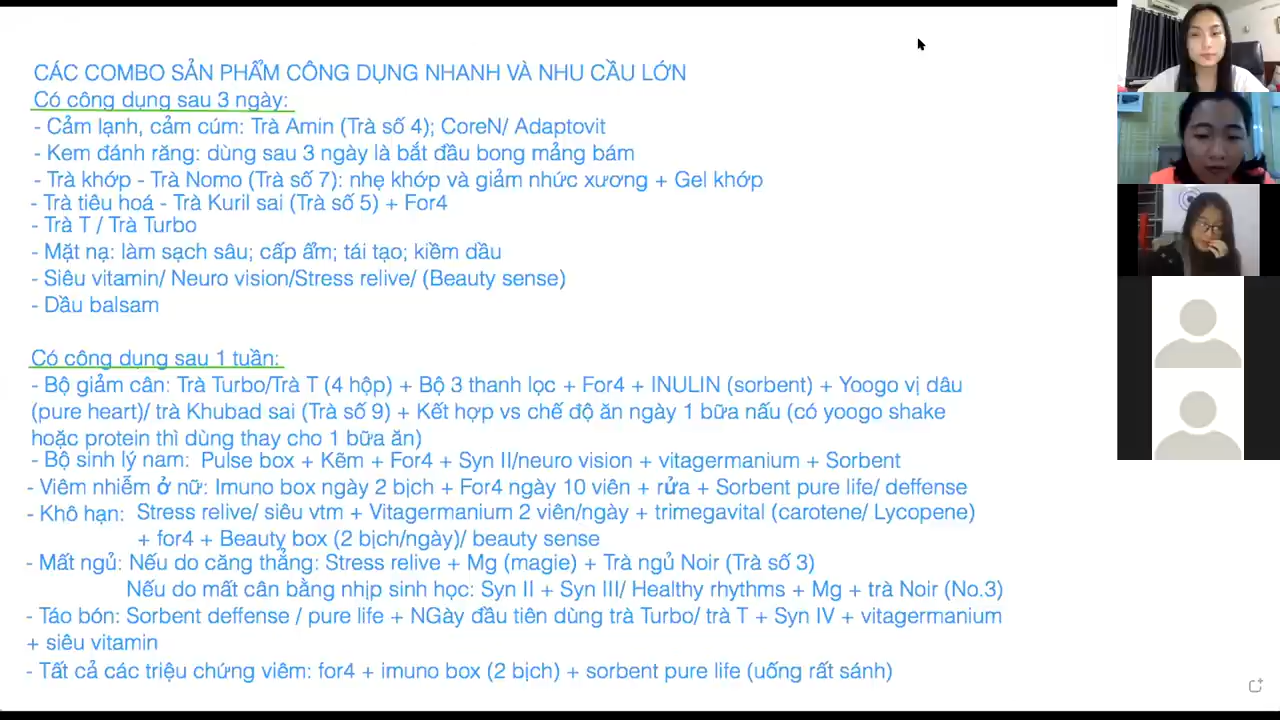 CÁC COMBO SẢN PHẨM CÔNG DỤNG NHANH VÀ NHU CẦU LỚN
Có công dụng sau 3 ngày:
- Cảm lạnh, cảm cúm: Trà Amin (Trà số 4); CoreN/ Adaptovit
- Kem đánh răng: dùng sau 3 ngày là bắt đầu bong mảng bám
- Trà khớp - Trà Nomo (Trà số 7): nhẹ khớp và giảm nhức xương + Gel khớp
- Trà tiêu hoá - Trà Kuril sai (Trà số 5) + For4
- Trà T / Trà Turbo
- Mặt nạ: làm sạch sâu; cấp ẩm; tái tạo; kiềm dầu
- Siêu vitamin/ Neuro vision/Stress relive/ (Beauty sense)
- Dầu balsam
Có công dụng sau 1 tuần:
- Bộ giảm cân: Trà Turbo/Trà T (4 hộp) + Bộ 3 thanh lọc + For4 + INULIN (sorbent) + Yoogo vị dâu
(pure heart)/ trà Khubad sai (Trà số 9) + Kết hợp vs chế độ ăn ngày 1 bữa nấu (có yoogo shake
hoặc protein thì dùng thay cho 1 bữa ăn)
- Bộ sinh lý nam: Pulse box + Kẽm + For4 + Syn II/neuro vision + vitagermanium + Sorbent
- Viêm nhiễm ở nữ: Imuno box ngày 2 bịch + For4 ngày 10 viên + rửa + Sorbent pure life/ deffense
- Khô hạn: Stress relive/ siêu vtm + Vitagermanium 2 viên/ngày + trimegavital (carotene/ Lycopene)
+ for4 + Beauty box (2 bịch/ngày)/ beauty sense
- Mất ngủ: Nếu do căng thẳng: Stress relive + Mg (magie) + Trà ngủ Noir (Trà số 3)
Nếu do mất cân bằng nhịp sinh học: Syn II + Syn III/ Healthy rhythms + Mg + trà Noir (No.3)
- Táo bón: Sorbent deffense / pure life + NGày đầu tiên dùng trà Turbo/ trà T + Syn IV + vitagermanium
+ siêu vitamin
- Tất cả các triệu chứng viêm: for4 + imuno box (2 bịch) + sorbent pure life (uống rất sánh)